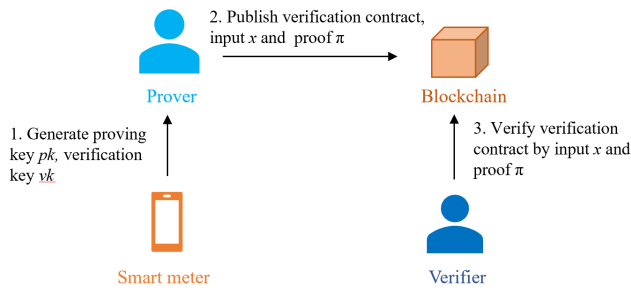 2. Publish verification contract,
input x and proof π
Prover
Blockchain
1. Generate proving
key pk, verification
key vk
3. Verify verification
contract by input x and
proof π
Smart meter
Verifier